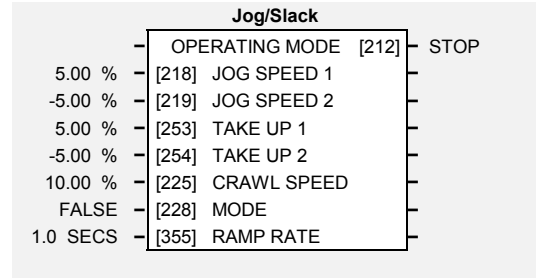 Jog/Slack
OPERATING MODE [212] STOP
5.00 % [218] JOG SPEED 1
-5.00 % [219] JOG SPEED 2
5.00 % [253] TAKE UP 1
-5.00 % [254] TAKE UP 2
10.00 % [225] CRAWL SPEED
FALSE [228] MODE
1.0 SECS [355] RAMP RATE